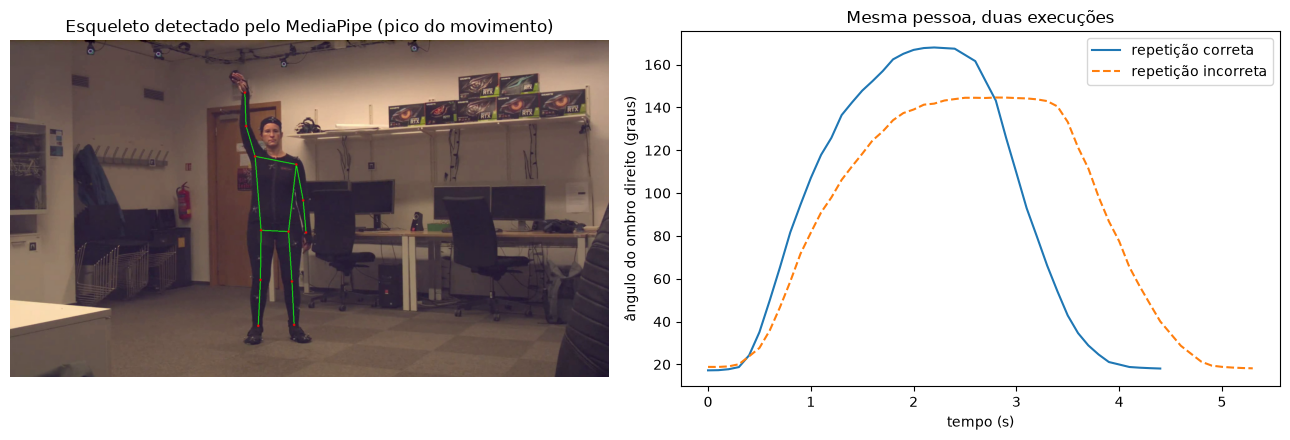 Esqueleto detectado pelo MediaPipe (pico do movimento)
Mesma pessoa, duas execuções
repetição correta
repetição incorreta
ângulo do ombro direito (graus)
160
140
120
100
80
60
40
20
0
1
2
3
4
5
tempo (s)